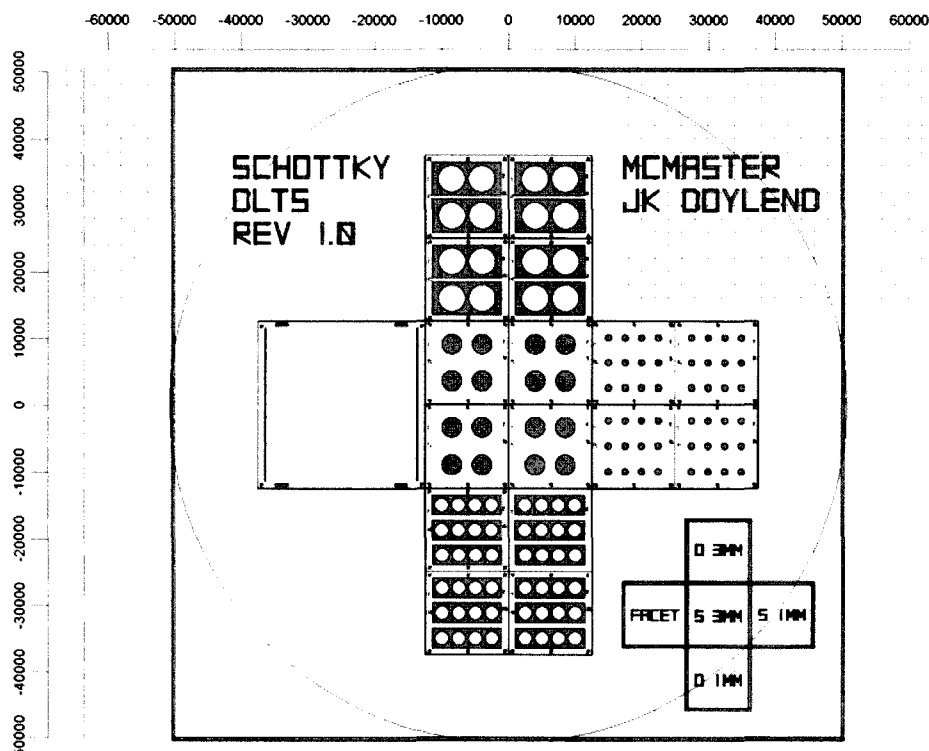 -60000 -50000 -40000 -30000 -20000 -10000 0 10000 20000 30000 40000 50000 60000
50000
40000
30000
20000
10000
0
-10000
-20000
-30000
-40000
SCHOTTKY
DLTS
REV 1.0
MCMASTER
JK DOYLEND
D 3MM
FACET S 3MM S 1MM
D 1MM